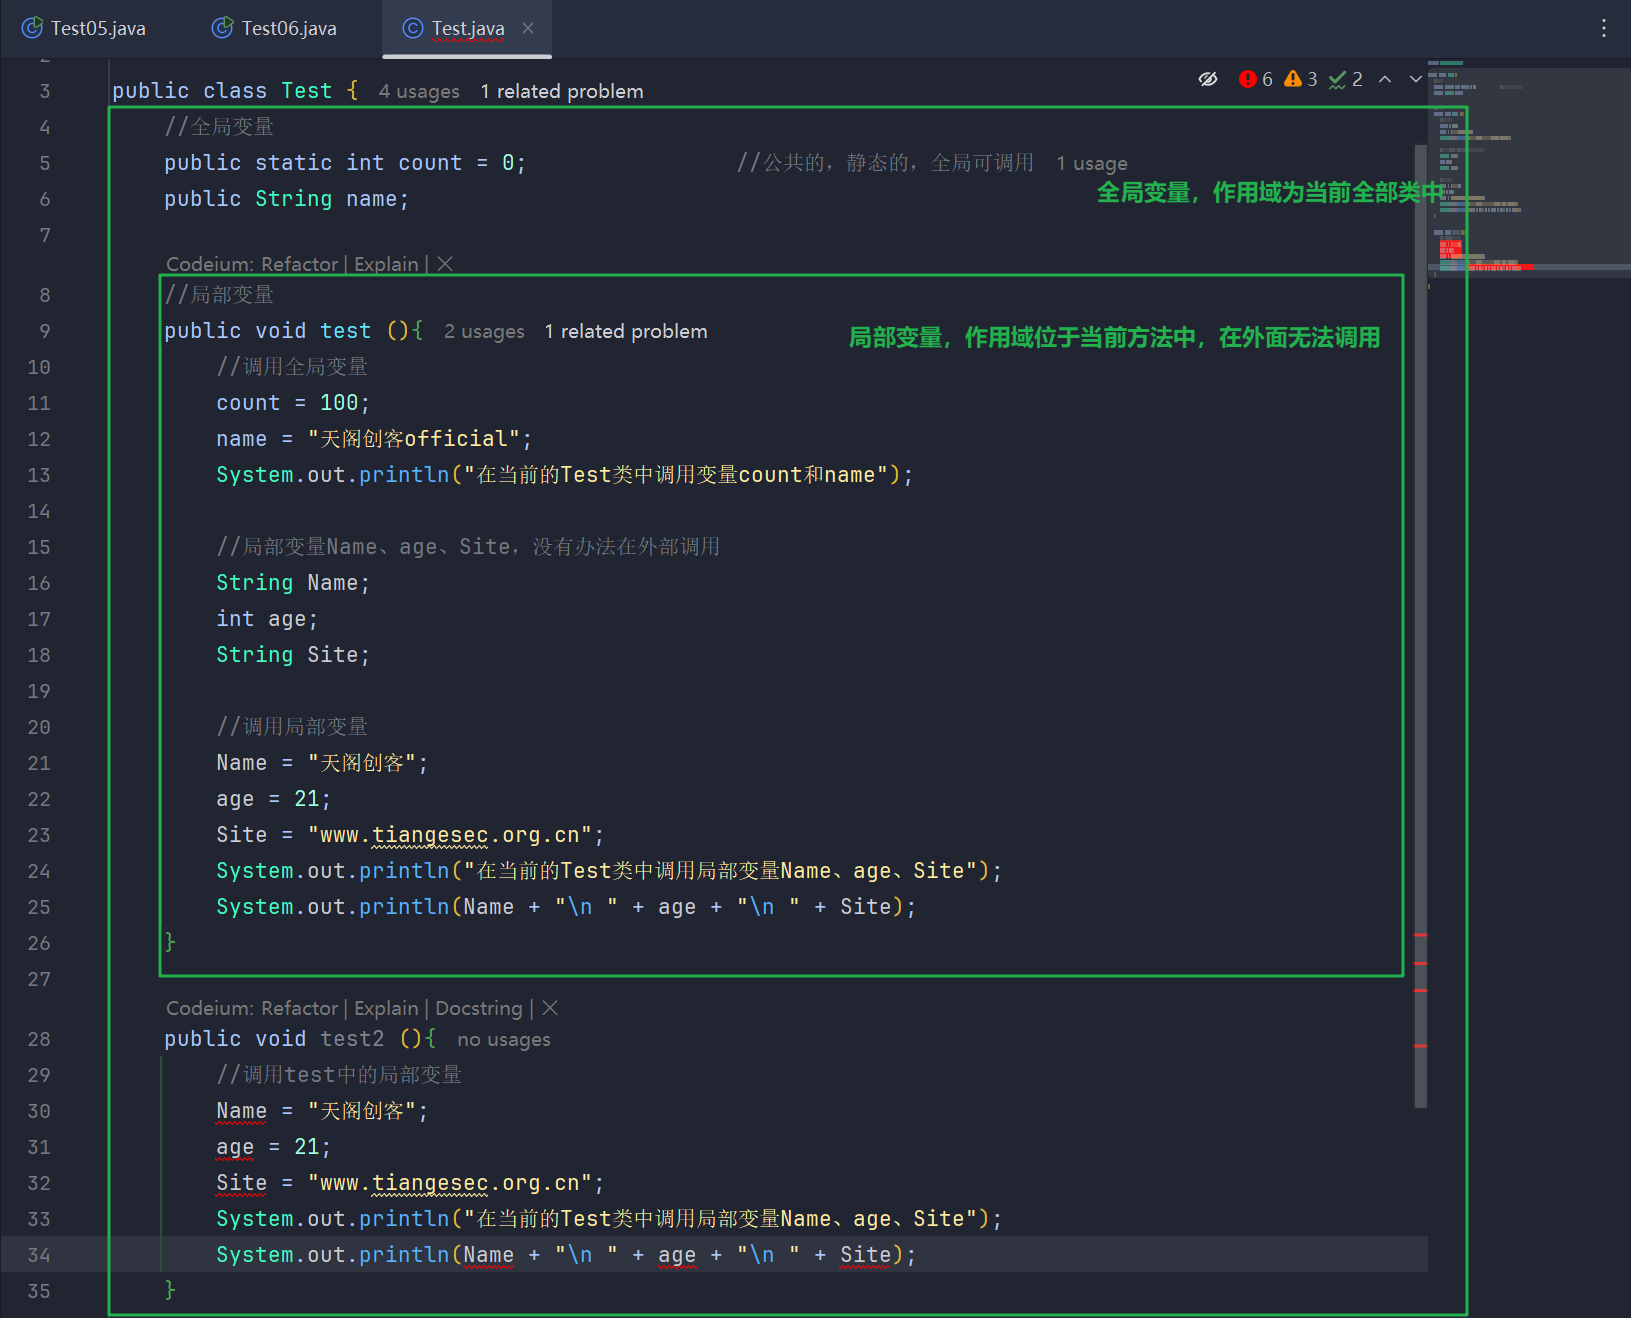 Test05.java Test06.java Test.java
2
3 public class Test { 4 usages 1 related problem 6 3 2
4 //全局变量
5 public static int count = 0; //公共的，静态的，全局可调用 1 usage
全局变量，作用域为当前全部类中
6 public String name;
7
Codeium: Refactor | Explain |
8 //局部变量
9 public void test (){ 2 usages 1 related problem 局部变量，作用域位于当前方法中，在外面无法调用
10 //调用全局变量
11 count = 100;
12 name = "天阁创客official";
13 System.out.println("在当前的Test类中调用变量count和name");
14
15 //局部变量Name、age、Site，没有办法在外部调用
16 String Name;
17 int age;
18 String Site;
19
20 //调用局部变量
21 Name = "天阁创客";
22 age = 21;
23 Site = "www.tiangesec.org.cn";
24 System.out.println("在当前的Test类中调用局部变量Name、age、Site");
25 System.out.println(Name + "\n " + age + "\n " + Site);
26 }
27
Codeium: Refactor | Explain | Docstring |
28 public void test2 (){ no usages
29 //调用test中的局部变量
30 Name = "天阁创客";
31 age = 21;
32 Site = "www.tiangesec.org.cn";
33 System.out.println("在当前的Test类中调用局部变量Name、age、Site");
34 System.out.println(Name + "\n " + age + "\n " + Site);
35 }